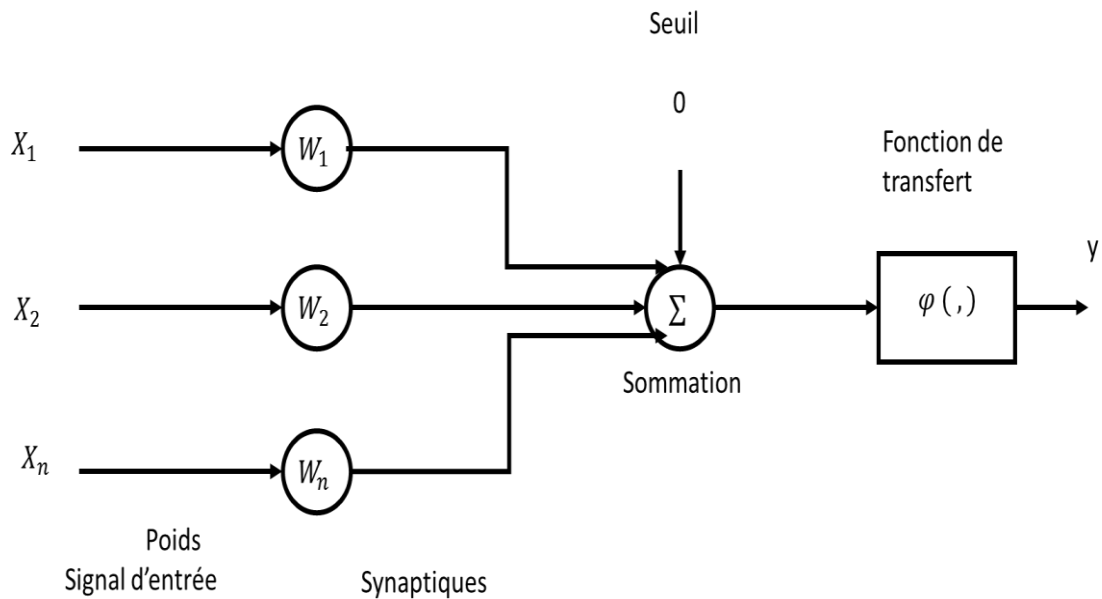 Seuil
0
Fonction de
transfert
X₁
W₁
y
X₂
W₂
Σ
φ (,)
Sommation
Xₙ
Wₙ
Poids
Signal d'entrée
Synaptiques